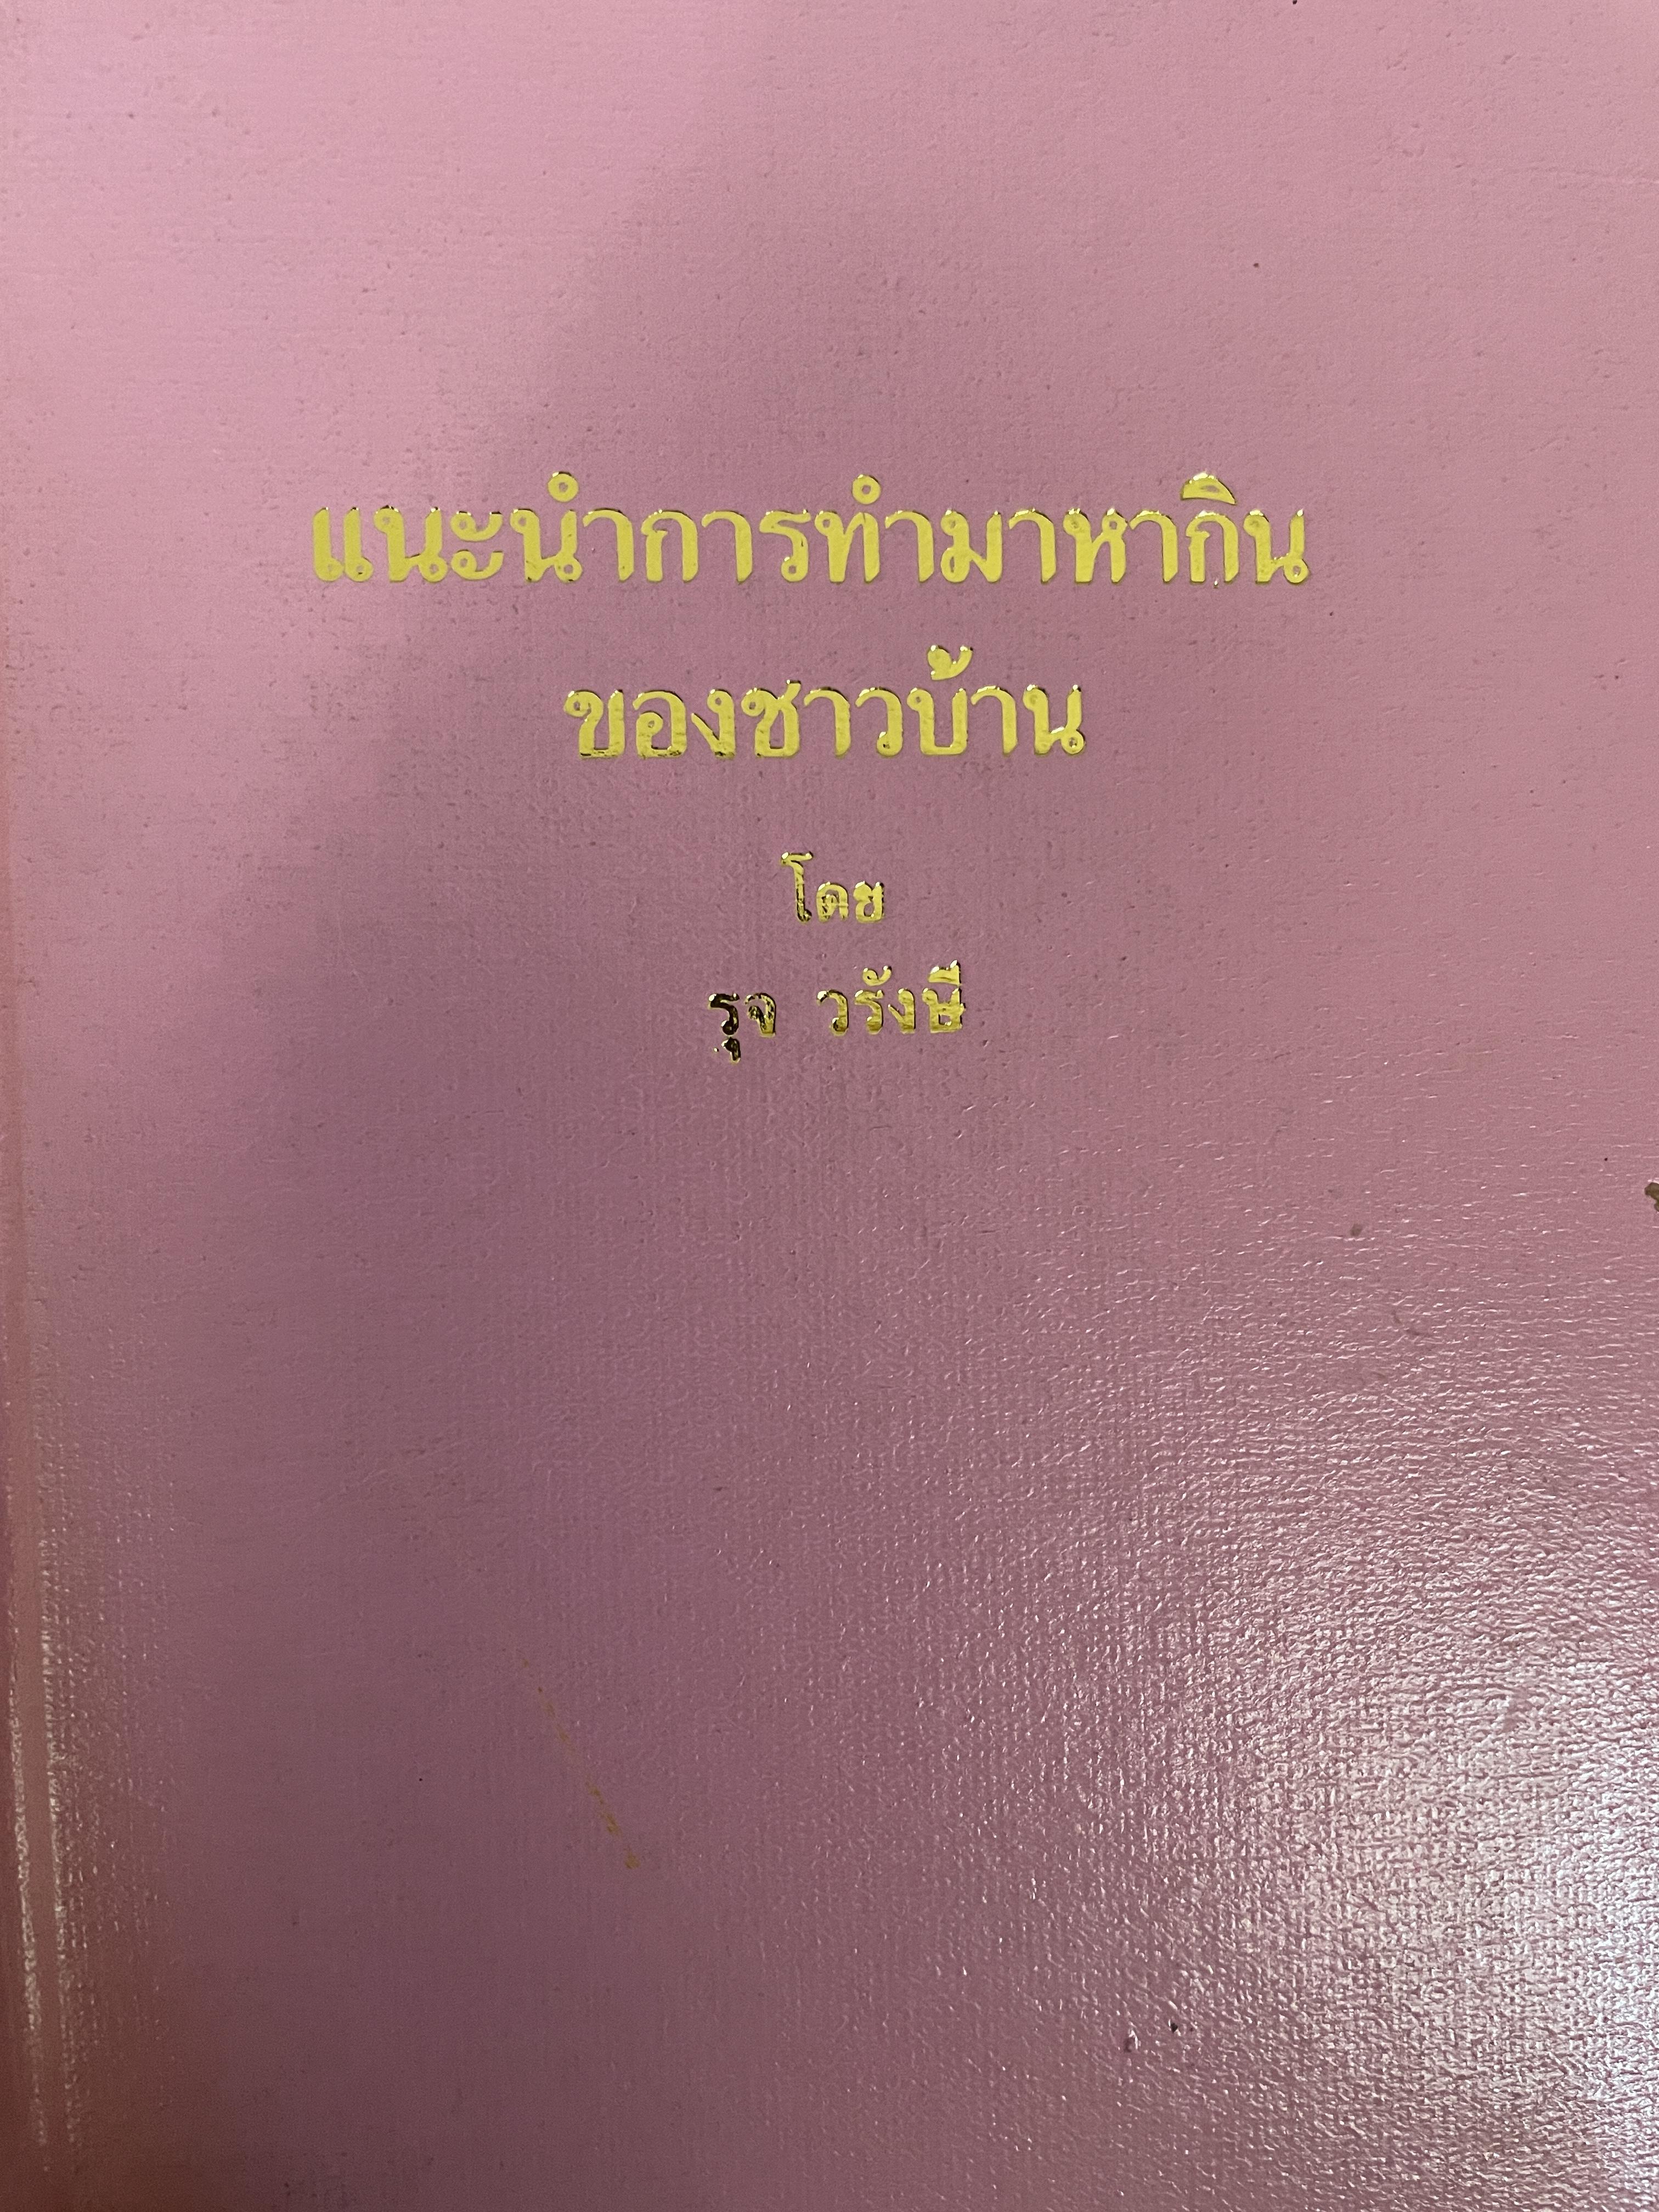 แนะนำการทำมาหากิน
ของชาวบ้าน
โดย
รุจ วรังษี